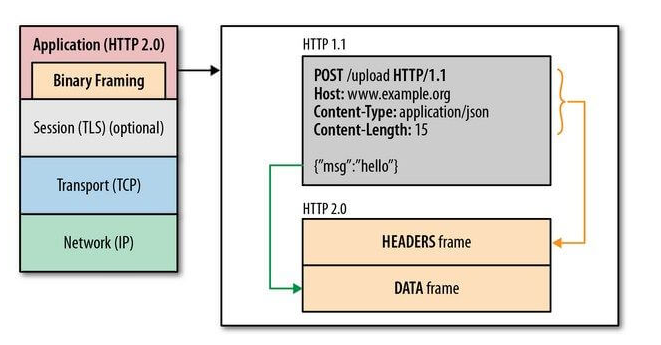 Application (HTTP 2.0)
Binary Framing
Session (TLS) (optional)
Transport (TCP)
Network (IP)
HTTP 1.1
POST /upload HTTP/1.1
Host: www.example.org
Content-Type: application/json
Content-Length: 15
{"msg":"hello"}
HTTP 2.0
HEADERS frame
DATA frame